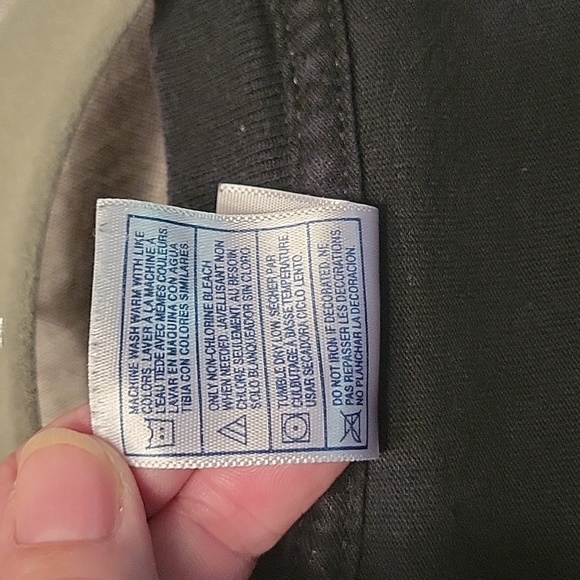 MACHINE WASH WARM WITH LIKE
COLORS. LAVER À LA MACHINE À
L'EAU TIÈDE AVEC MÊMES COULEURS.
LAVAR EN MAQUINA CON AGUA
TIBIA CON COLORES SIMILARES.
ONLY NON-CHLORINE BLEACH
WHEN NEEDED. JAVELLISANT NON
CHLORÉ SEULEMENT AU BESOIN.
SOLO BLANQUEADOR SIN CLORO.
TUMBLE DRY LOW. SÉCHER PAR
CULBUTAGE À BASSE TEMPÉRATURE.
USAR SECADORA CICLO LENTO.
DO NOT IRON IF DECORATED. NE
PAS REPASSER LES DÉCORATIONS.
NO PLANCHAR LA DECORACION.